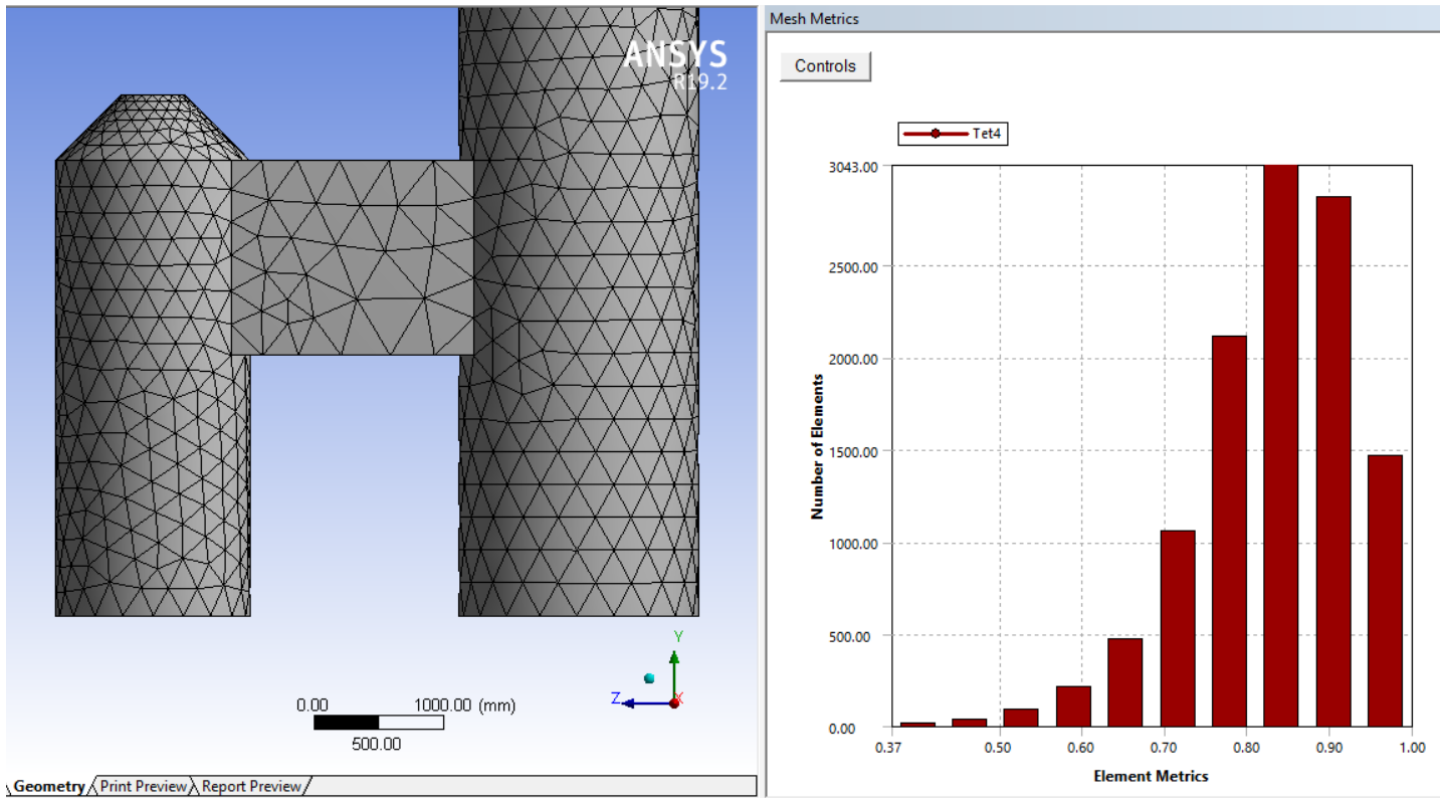 ANSYS
R19.2
Y
Z
X
0.00
1000.00 (mm)
500.00
Geometry
Print Preview
Report Preview
Mesh Metrics
Controls
Tet4
3043.00
2500.00
2000.00
1500.00
1000.00
500.00
0.00
Number of Elements
0.37
0.50
0.60
0.70
0.80
0.90
1.00
Element Metrics